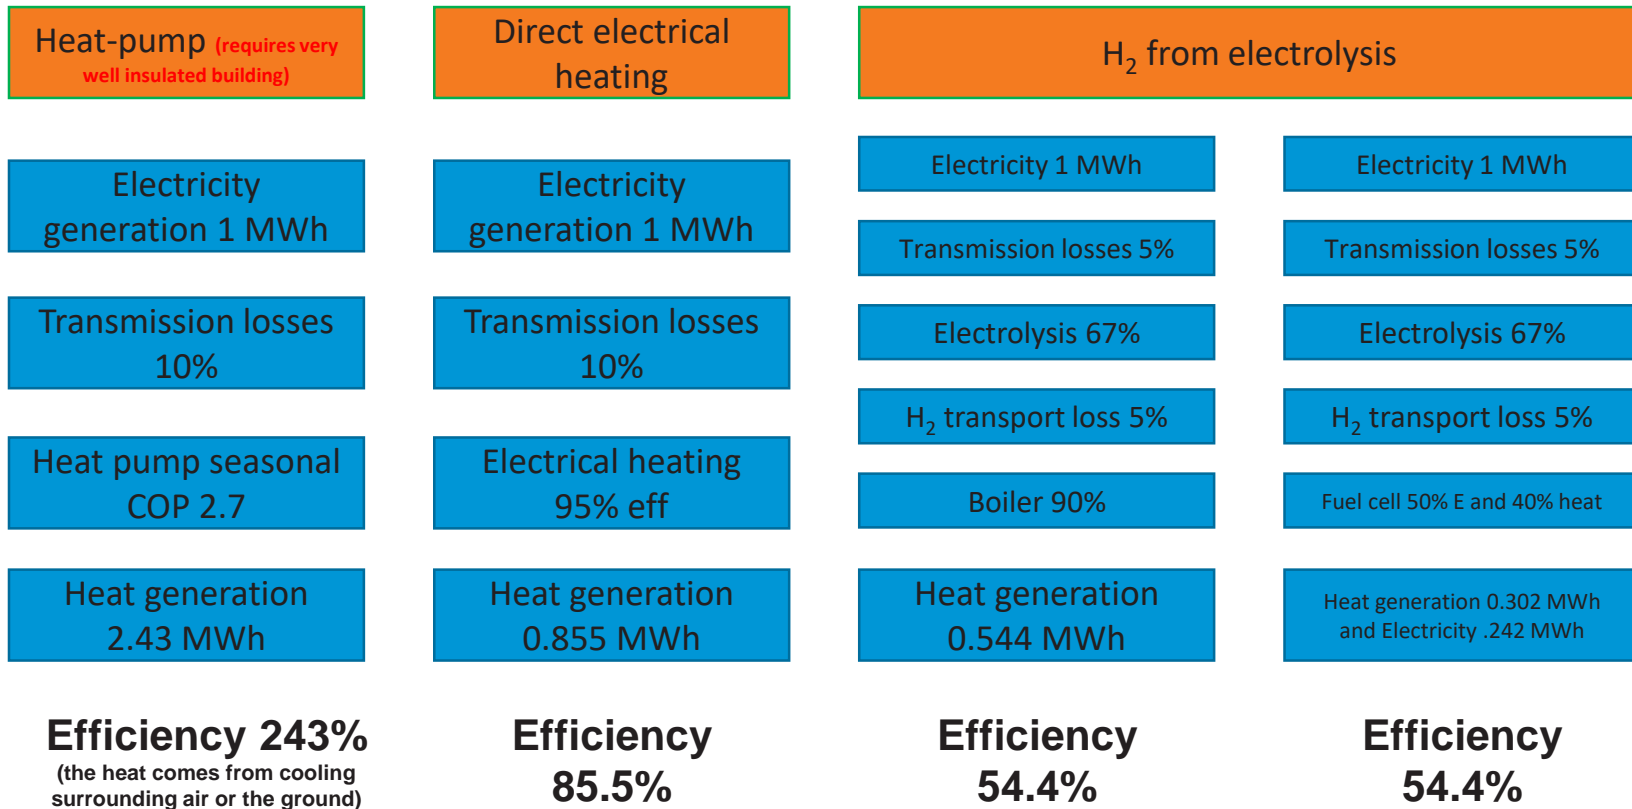 Heat-pump (requires very
well insulated building)
Electricity
generation 1 MWh
Transmission losses
10%
Heat pump seasonal
COP 2.7
Heat generation
2.43 MWh
Efficiency 243%
(the heat comes from cooling
surrounding air or the ground)
Direct electrical
heating
Electricity
generation 1 MWh
Transmission losses
10%
Electrical heating
95% eff
Heat generation
0.855 MWh
Efficiency
85.5%
H₂ from electrolysis
Electricity 1 MWh
Transmission losses 5%
Electrolysis 67%
H₂ transport loss 5%
Boiler 90%
Heat generation
0.544 MWh
Efficiency
54.4%
Electricity 1 MWh
Transmission losses 5%
Electrolysis 67%
H₂ transport loss 5%
Fuel cell 50% E and 40% heat
Heat generation 0.302 MWh
and Electricity .242 MWh
Efficiency
54.4%